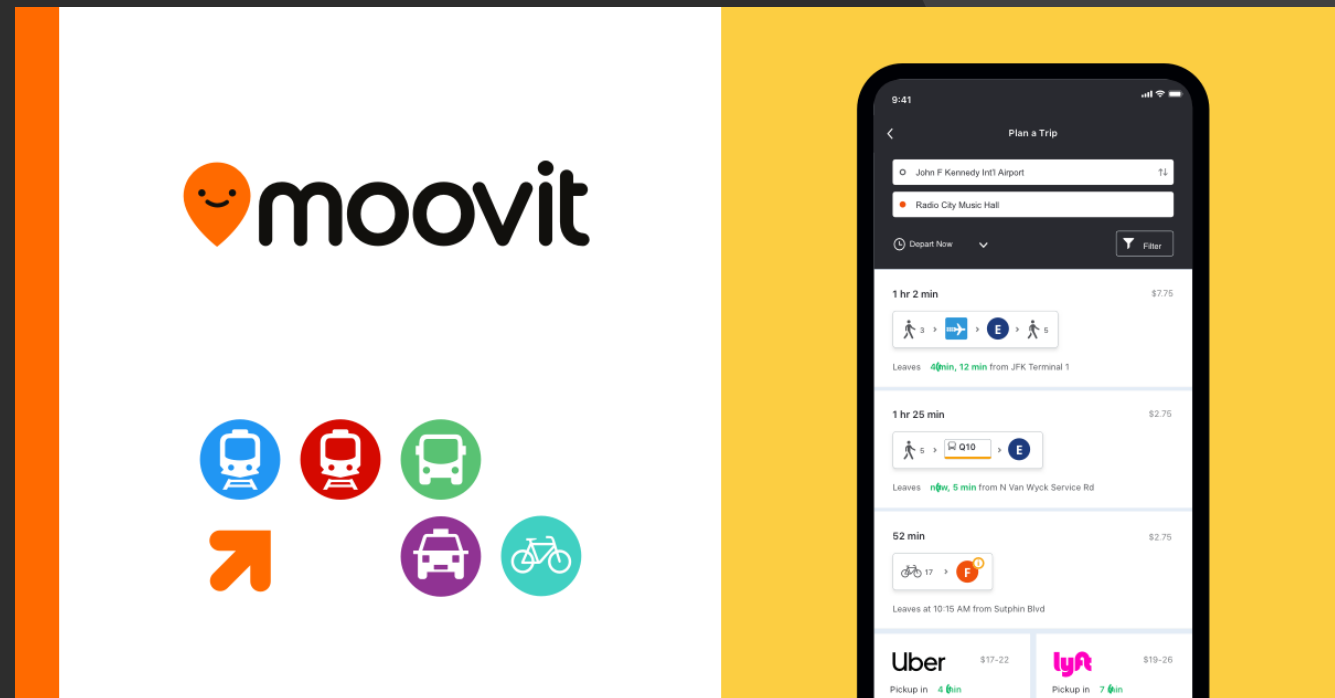 moovit
9:41
Plan a Trip
John F Kennedy Int'l Airport
Radio City Music Hall
Depart Now
Filter
1 hr 2 min $7.75
3 E 5
Leaves 4 min, 12 min from JFK Terminal 1
1 hr 25 min $2.75
5 Q10 E
Leaves now, 5 min from N Van Wyck Service Rd
52 min $2.75
17 F
Leaves at 10:15 AM from Sutphin Blvd
Uber $17-22
Pickup in 4 min
lyft $19-26
Pickup in 7 min